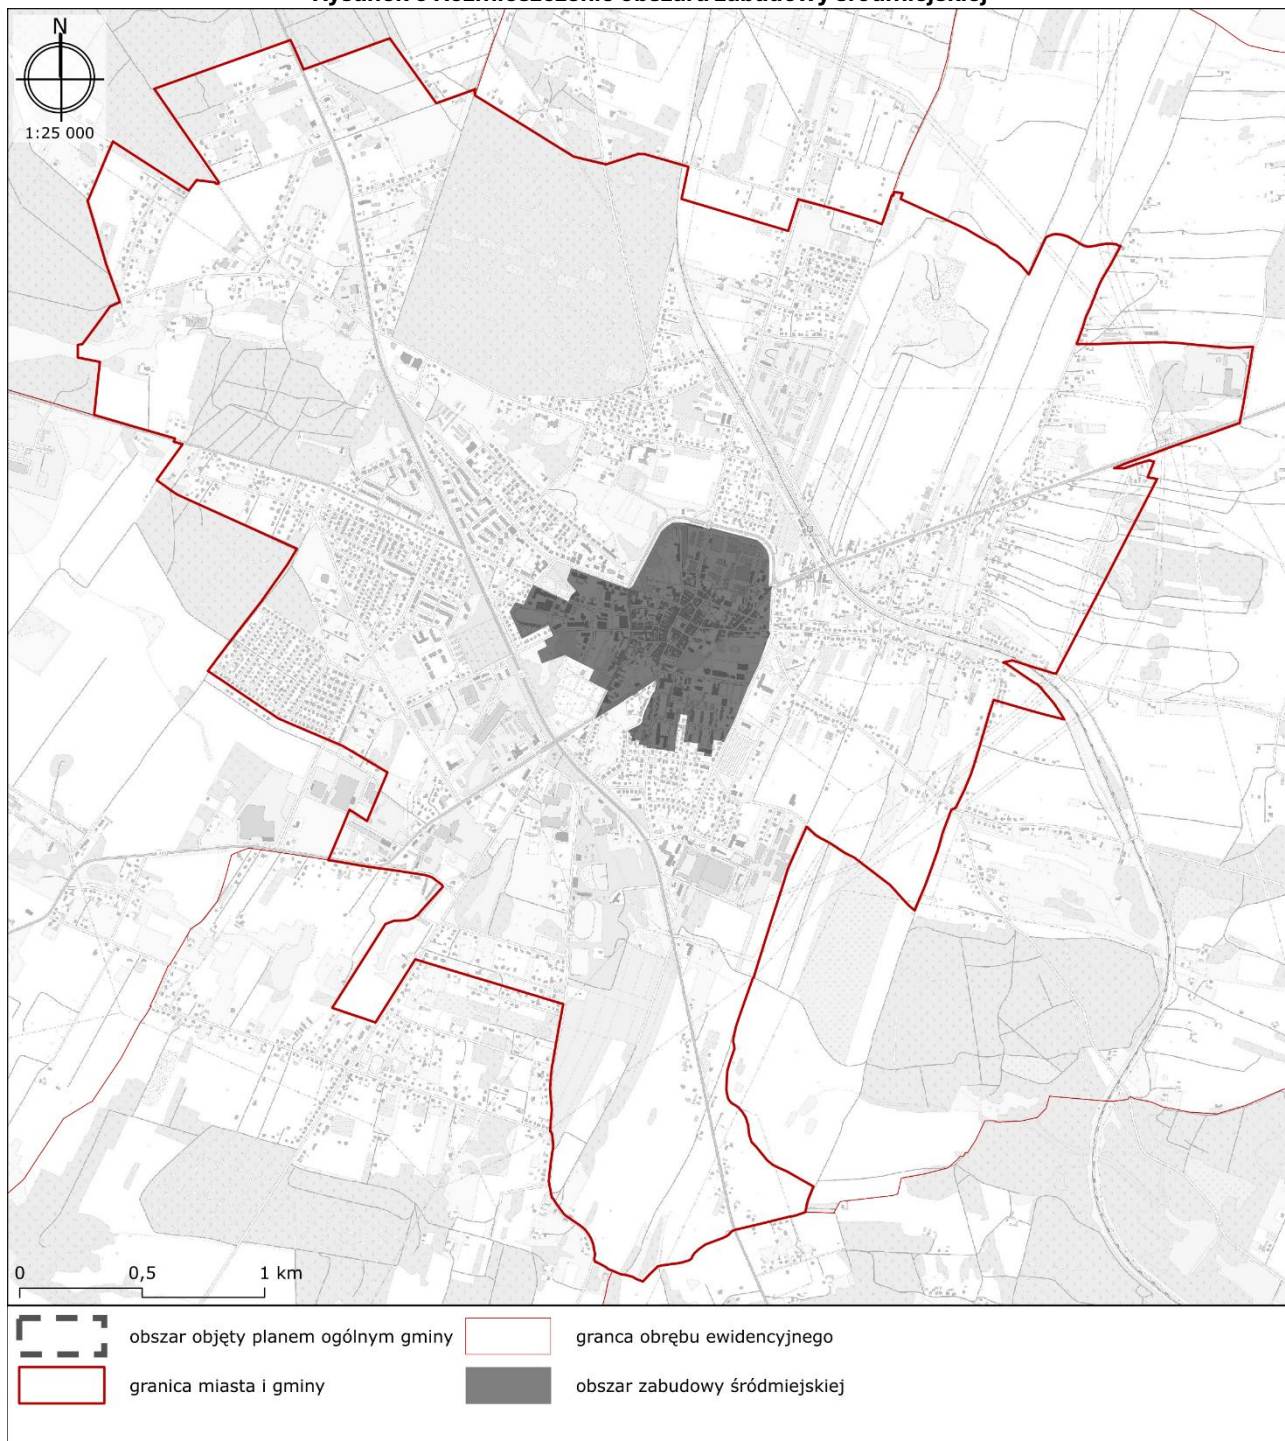 N
1:25 000
0 0,5 1 km
obszar objęty planem ogólnym gminy
granca obrębu ewidencyjnego
granica miasta i gminy
obszar zabudowy śródmiejskiej